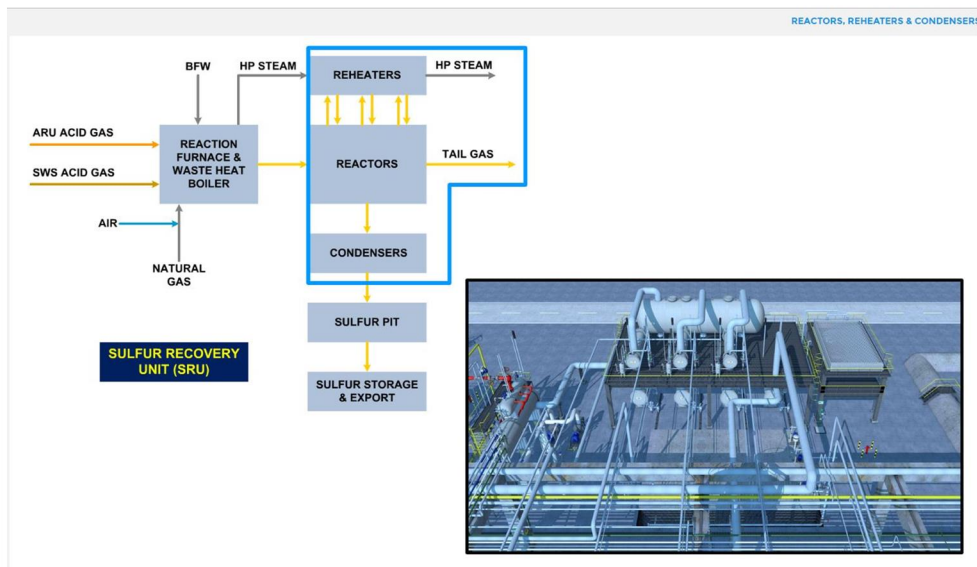 REACTORS, REHEATERS & CONDENSERS
BFW
HP STEAM
REHEATERS
HP STEAM
ARU ACID GAS
SWS ACID GAS
REACTION
FURNACE &
WASTE HEAT
BOILER
REACTORS
TAIL GAS
AIR
NATURAL
GAS
CONDENSERS
SULFUR PIT
SULFUR RECOVERY
UNIT (SRU)
SULFUR STORAGE
& EXPORT